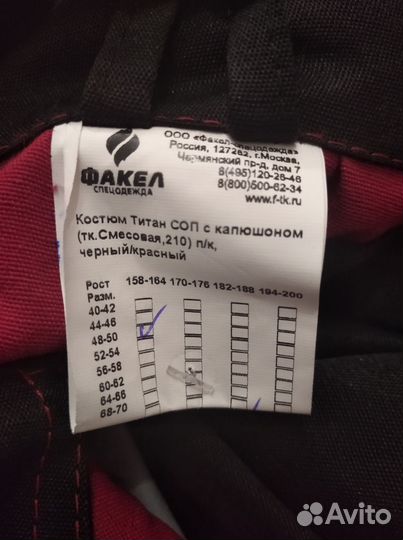 ФАКЕЛ
СПЕЦОДЕЖДА
ООО «Факел-спецодежда»
Россия, 127282, г.Москва,
Чермянский пр-д, дом 7
8(495)120-26-46
8(800)500-62-34
www.f-tk.ru
Костюм Титан СОП с капюшоном
(тк.Смесовая,210) п/к,
черный/красный
Рост 158-164 170-176 182-188 194-200
Разм.
40-42
44-46
48-50
52-54
56-58
60-62
64-66
68-70
Avito